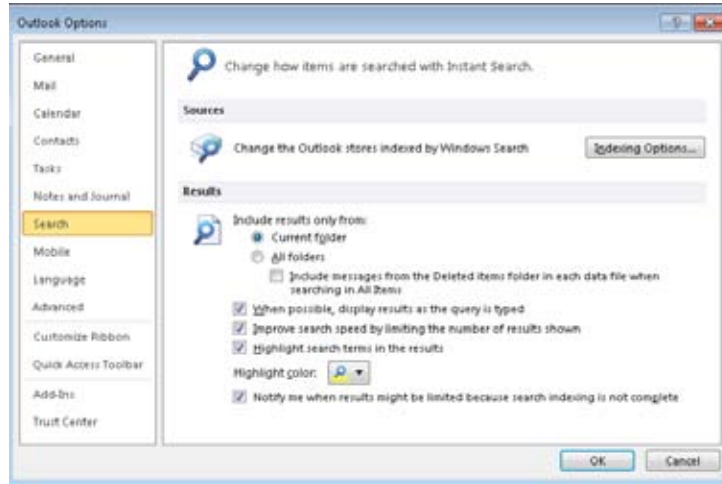 Outlook Options
General
Mail
Calendar
Contacts
Tasks
Notes and Journal
Search
Mobile
Language
Advanced
Customize Ribbon
Quick Access Toolbar
Add-Ins
Trust Center
Change how items are searched with Instant Search.
Sources
Change the Outlook stores indexed by Windows Search
Indexing Options...
Results
Include results only from:
Current folder
All folders
Include messages from the Deleted items folder in each data file when
searching in All Items
When possible, display results as the query is typed
Improve search speed by limiting the number of results shown
Highlight search terms in the results
Highlight color:
Notify me when results might be limited because search indexing is not complete
OK
Cancel